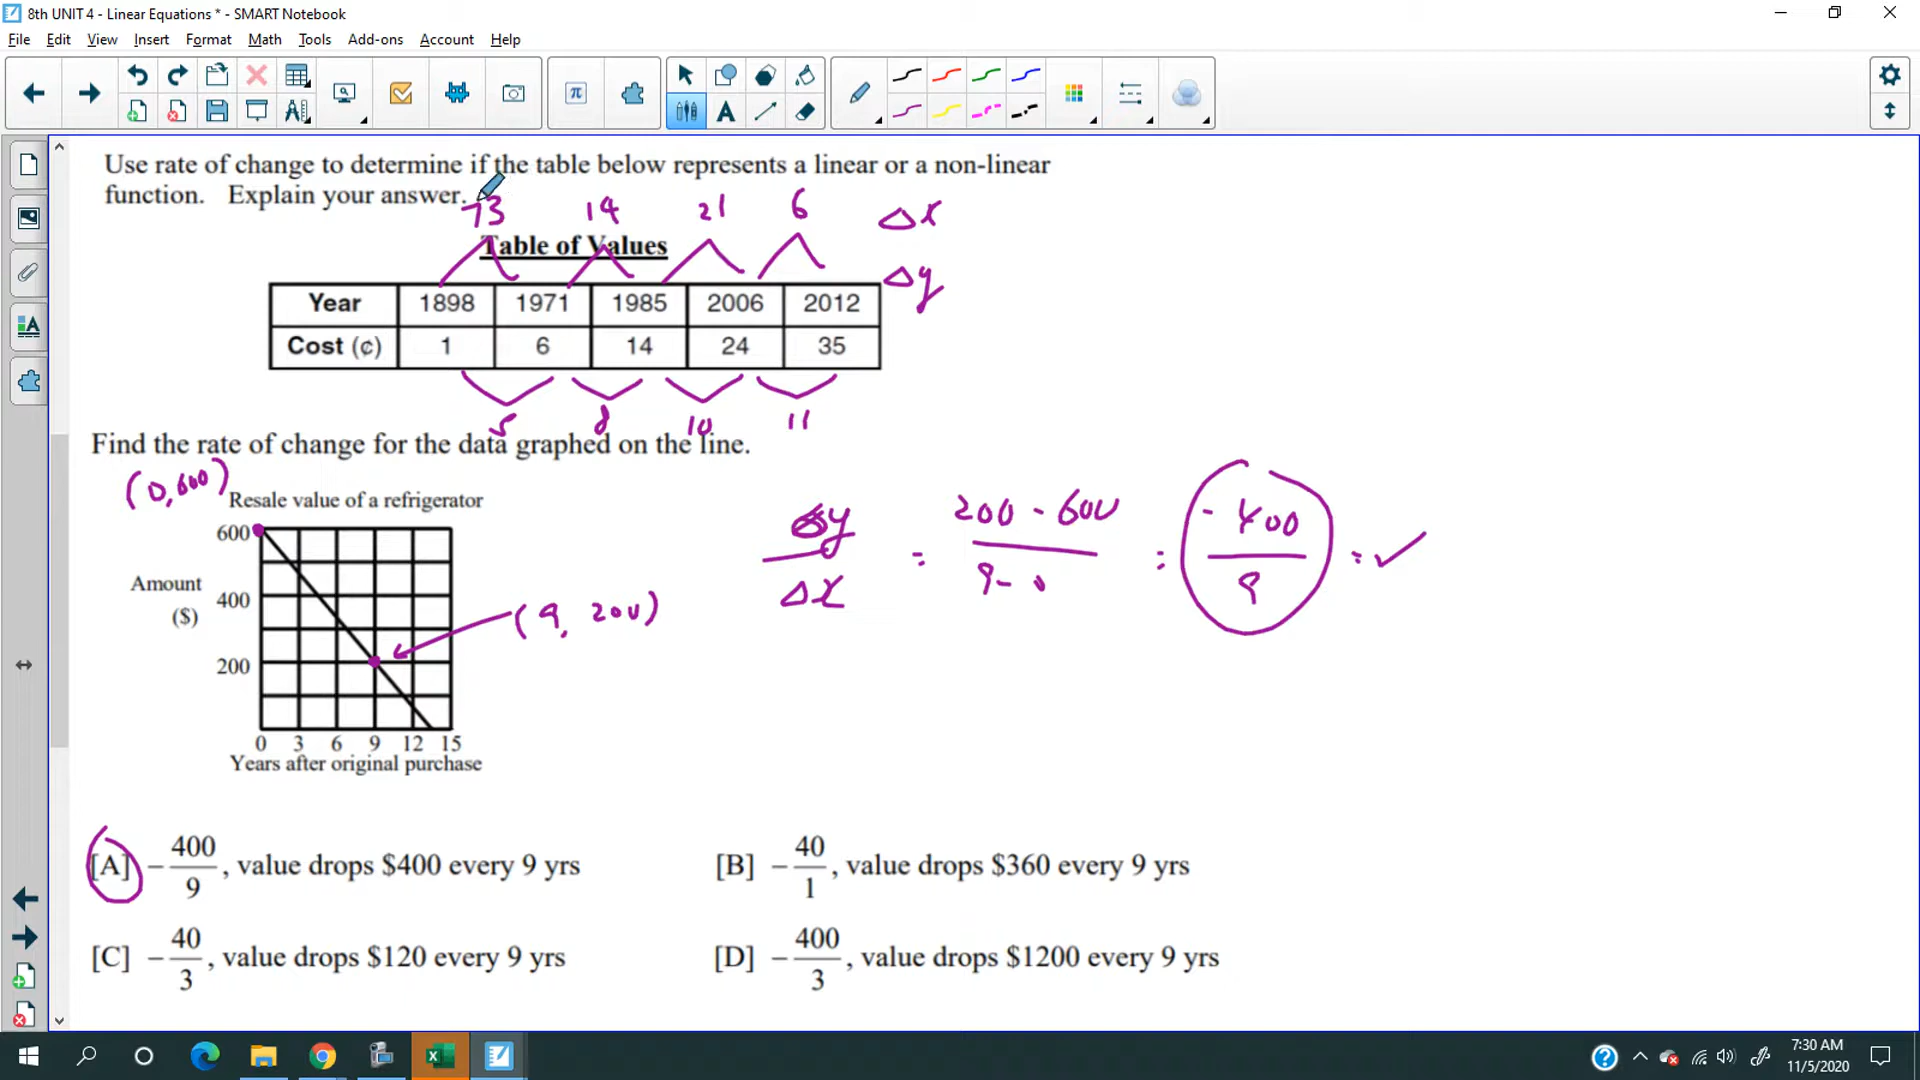 8th UNIT 4 - Linear Equations * - SMART Notebook
File Edit View Insert Format Math Tools Add-ons Account Help
Use rate of change to determine if the table below represents a linear or a non-linear
function. Explain your answer.
73 14 21 6 Δx
Table of Values
Δy
Year 1898 1971 1985 2006 2012
Cost (¢) 1 6 14 24 35
5 8 10 11
Find the rate of change for the data graphed on the line.
(0,600)
Resale value of a refrigerator
600
Amount
($)
400
200
0 3 6 9 12 15
Years after original purchase
(9, 200)
Δy 200 - 600 - 400
= = = ✓
Δx 9 - 0 9
[A] - 400/9, value drops $400 every 9 yrs
[B] - 40/1, value drops $360 every 9 yrs
[C] - 40/3, value drops $120 every 9 yrs
[D] - 400/3, value drops $1200 every 9 yrs
7:30 AM
11/5/2020